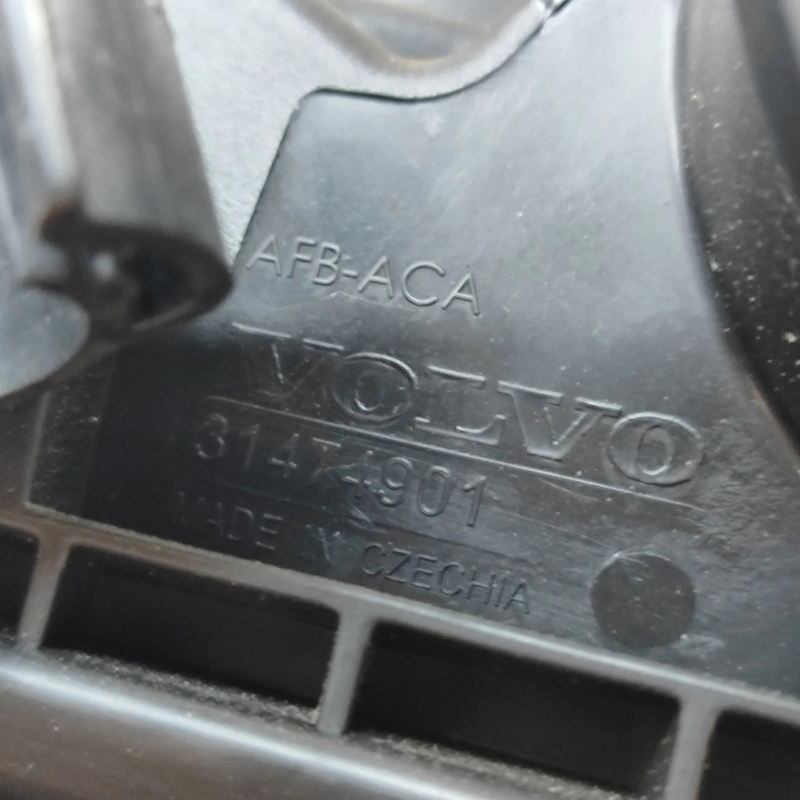 AFB-ACA
VOLVO
31474901
MADE IN CZECHIA